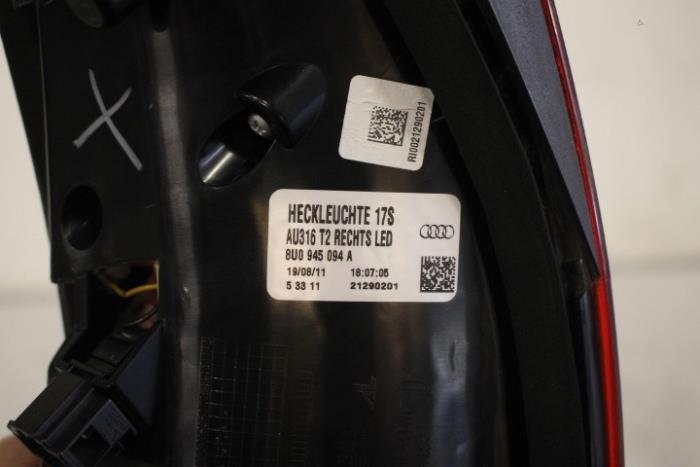 RI0021290201
HECKLEUCHTE 17S
AU316 T2 RECHTS LED
8U0 945 094 A
19/08/11 18:07:05
5 33 11 21290201